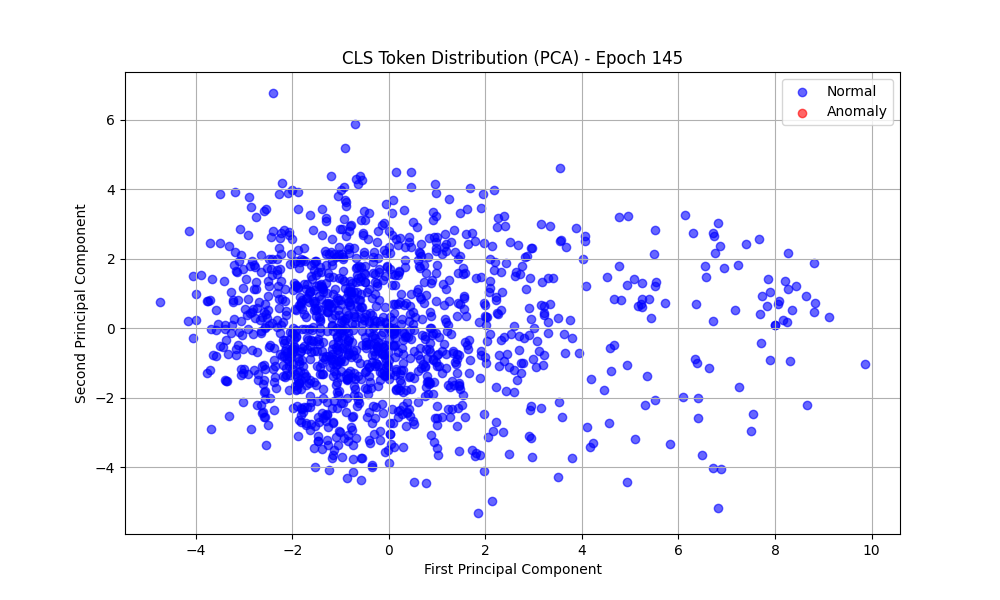 CLS Token Distribution (PCA) - Epoch 145
Normal
Anomaly
Second Principal Component
6
4
2
0
−2
−4
−4
−2
0
2
4
6
8
10
First Principal Component